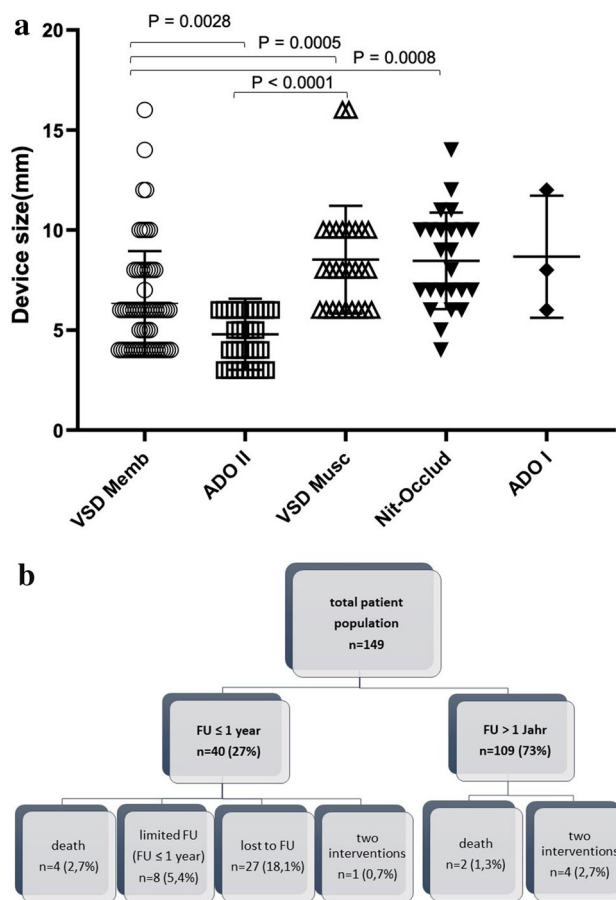 a
P = 0.0028
P = 0.0005
P = 0.0008
P < 0.0001
Device size(mm)
20
15
10
5
0
VSD Memb
ADO II
VSD Musc
Nit-Occlud
ADO I
b
total patient
population
n=149
FU ≤ 1 year
n=40 (27%)
FU > 1 Jahr
n=109 (73%)
death
n=4 (2,7%)
limited FU
(FU ≤ 1 year)
n=8 (5,4%)
lost to FU
n=27 (18,1%)
two
interventions
n=1 (0,7%)
death
n=2 (1,3%)
two
interventions
n=4 (2,7%)